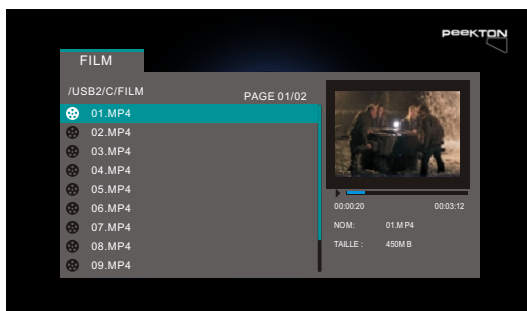 peekton
FILM
/USB2/C/FILM PAGE 01/02
01.MP4
02.MP4
03.MP4
04.MP4
05.MP4
06.MP4
07.MP4
08.MP4
09.MP4
00:00:20 00:03:12
NOM: 01.MP4
TAILLE : 450MB